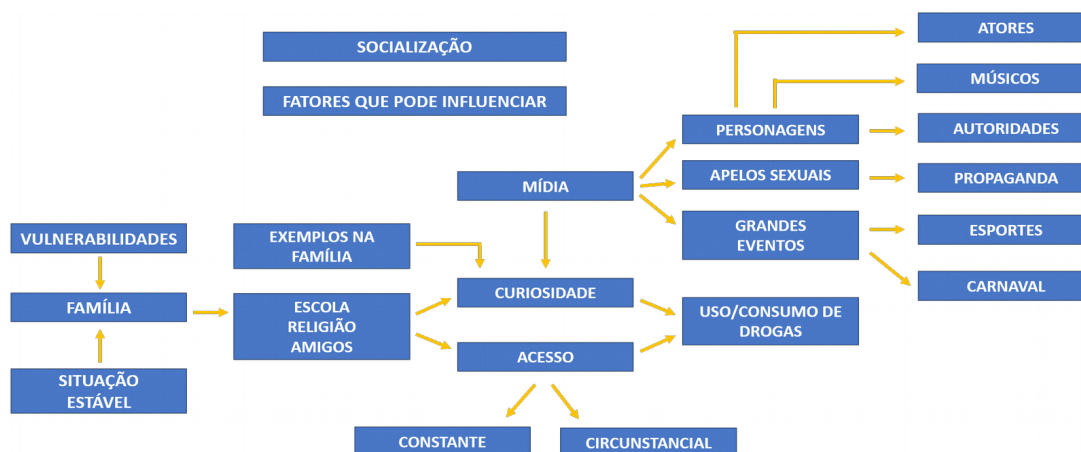 SOCIALIZAÇÃO
FATORES QUE PODE INFLUENCIAR
ATORES
MÚSICOS
PERSONAGENS
AUTORIDADES
MÍDIA
APELOS SEXUAIS
PROPAGANDA
GRANDES
EVENTOS
ESPORTES
CARNAVAL
VULNERABILIDADES
EXEMPLOS NA
FAMÍLIA
FAMÍLIA
ESCOLA
RELIGIÃO
AMIGOS
CURIOSIDADE
USO/CONSUMO DE
DROGAS
ACESSO
SITUAÇÃO
ESTÁVEL
CONSTANTE
CIRCUNSTANCIAL